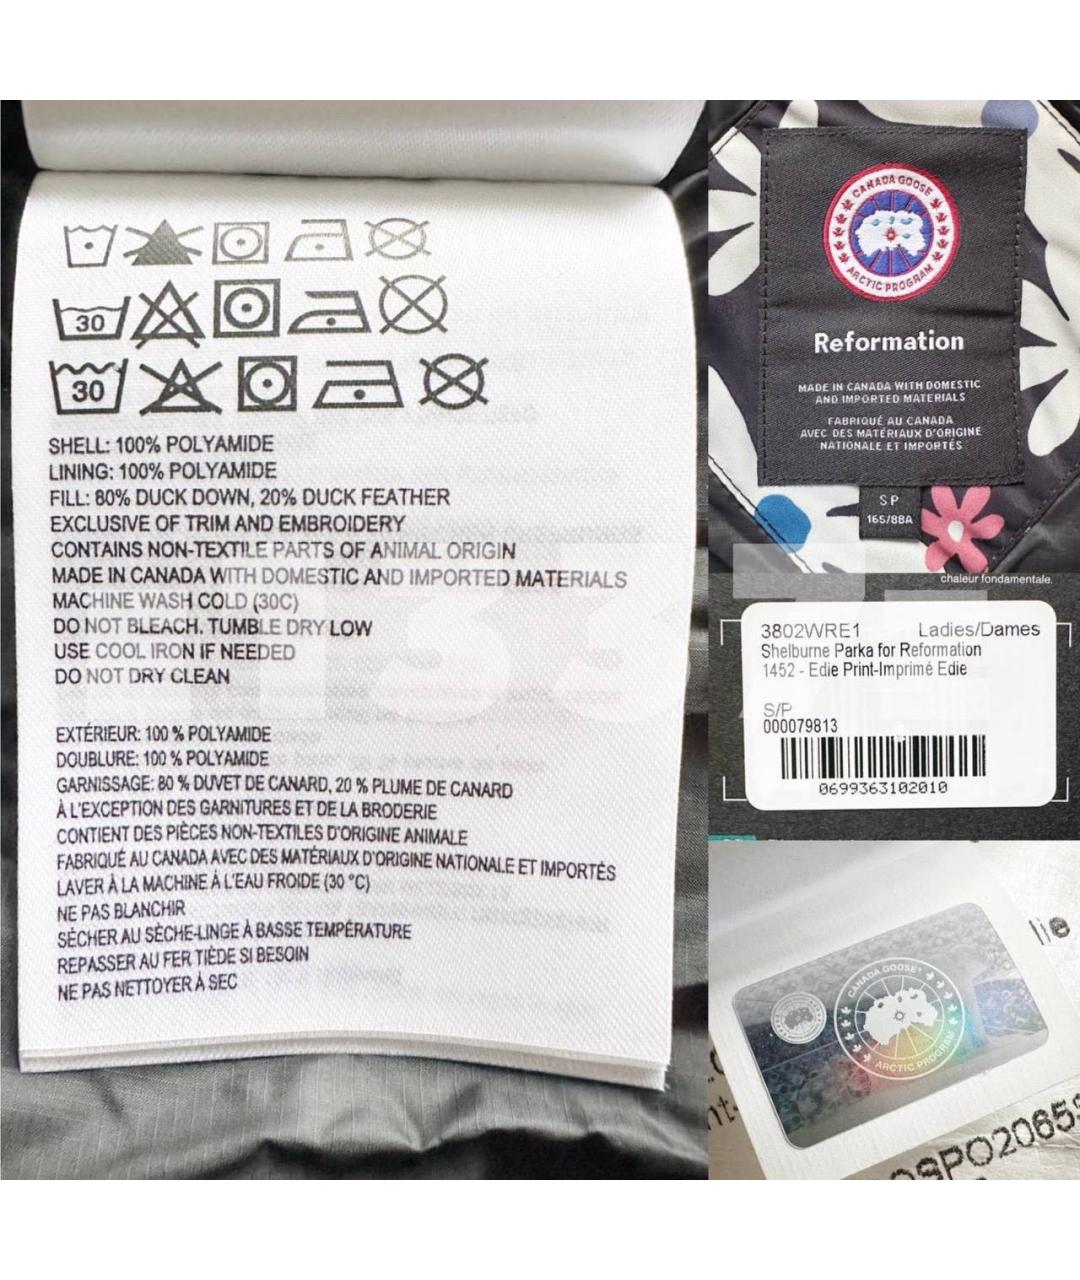 30
30
SHELL: 100% POLYAMIDE
LINING: 100% POLYAMIDE
FILL: 80% DUCK DOWN, 20% DUCK FEATHER
EXCLUSIVE OF TRIM AND EMBROIDERY
CONTAINS NON-TEXTILE PARTS OF ANIMAL ORIGIN
MADE IN CANADA WITH DOMESTIC AND IMPORTED MATERIALS
MACHINE WASH COLD (30C)
DO NOT BLEACH. TUMBLE DRY LOW
USE COOL IRON IF NEEDED
DO NOT DRY CLEAN
EXTÉRIEUR: 100 % POLYAMIDE
DOUBLURE: 100 % POLYAMIDE
GARNISSAGE: 80 % DUVET DE CANARD, 20 % PLUME DE CANARD
À L'EXCEPTION DES GARNITURES ET DE LA BRODERIE
CONTIENT DES PIÈCES NON-TEXTILES D'ORIGINE ANIMALE
FABRIQUÉ AU CANADA AVEC DES MATÉRIAUX D'ORIGINE NATIONALE ET IMPORTÉS
LAVER À LA MACHINE À L'EAU FROIDE (30 °C)
NE PAS BLANCHIR
SÉCHER AU SÈCHE-LINGE À BASSE TEMPÉRATURE
REPASSER AU FER TIÈDE SI BESOIN
NE PAS NETTOYER À SEC
CANADA GOOSE
ARCTIC PROGRAM
Reformation
MADE IN CANADA WITH DOMESTIC
AND IMPORTED MATERIALS
FABRIQUÉ AU CANADA
AVEC DES MATÉRIAUX D'ORIGINE
NATIONALE ET IMPORTÉS
SP
165/88A
chaleur fondamentale.
3802WRE1 Ladies/Dames
Shelburne Parka for Reformation
1452 - Edie Print-Imprimé Edie
S/P
000079813
0699363102010
CANADA GOOSE
ARCTIC PROGRAM